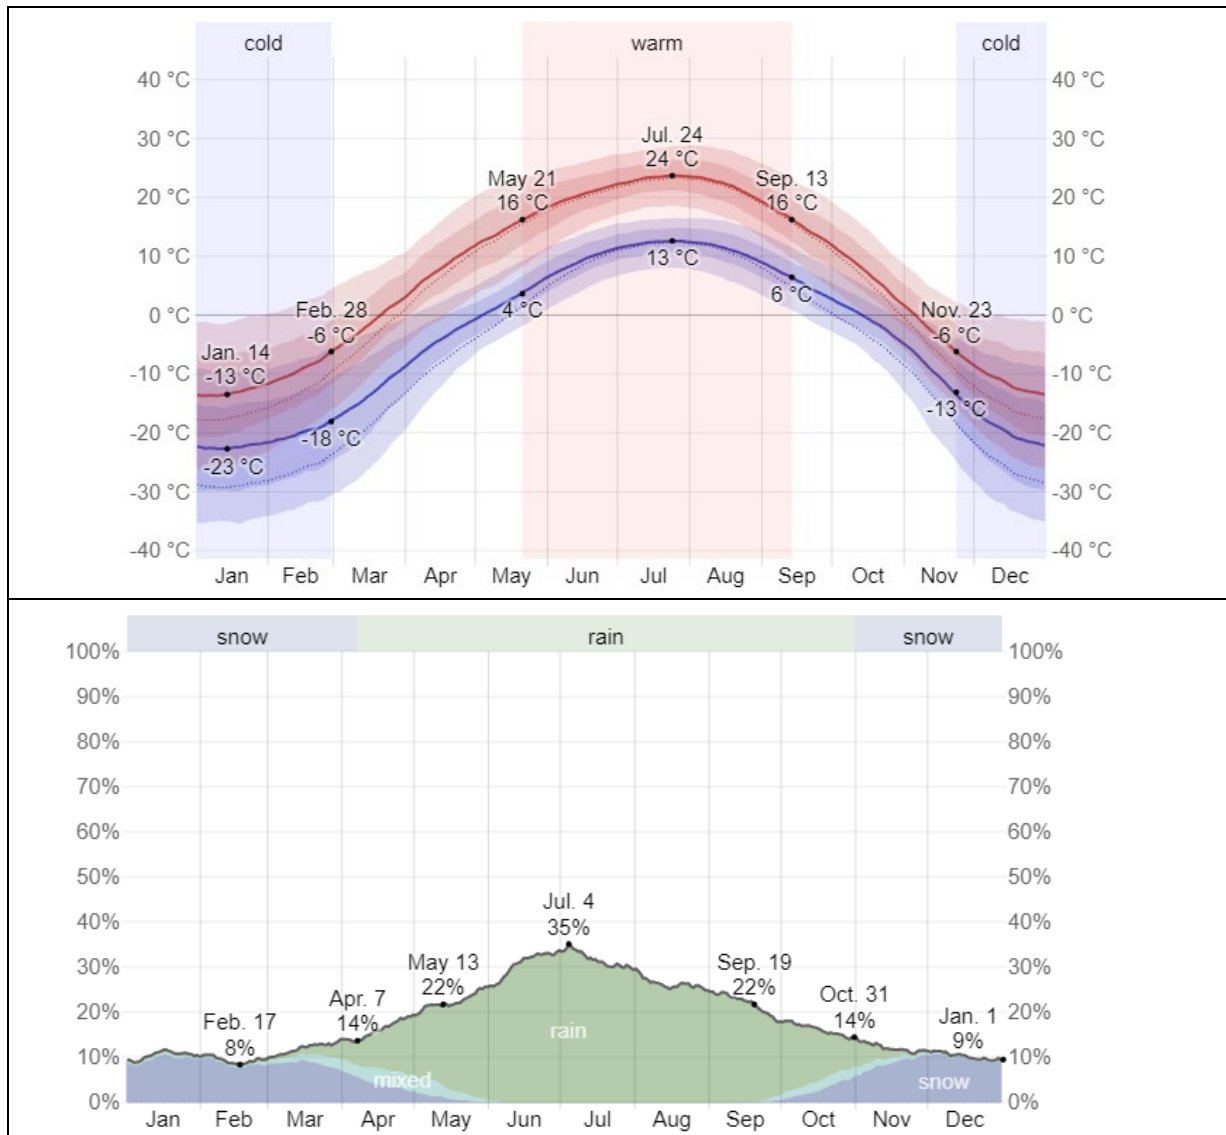 cold warm cold
40 °C 40 °C
30 °C 30 °C
Jul. 24
24 °C
May 21 Sep. 13
20 °C 16 °C 16 °C 20 °C
10 °C 10 °C
13 °C
4 °C 6 °C
0 °C Feb. 28 Nov. 23 0 °C
-6 °C -6 °C
Jan. 14
-10 °C -13 °C -10 °C
-13 °C
-20 °C -18 °C -20 °C
-23 °C
-30 °C -30 °C
-40 °C -40 °C
Jan Feb Mar Apr May Jun Jul Aug Sep Oct Nov Dec
snow rain snow
100% 100%
90% 90%
80% 80%
70% 70%
60% 60%
50% 50%
Jul. 4
40% 35% 40%
30% May 13 Sep. 19 30%
22% 22%
Apr. 7 Oct. 31
20% 14% 14% 20%
Feb. 17 Jan. 1
8% rain 9%
10% 10%
mixed snow
0% 0%
Jan Feb Mar Apr May Jun Jul Aug Sep Oct Nov Dec